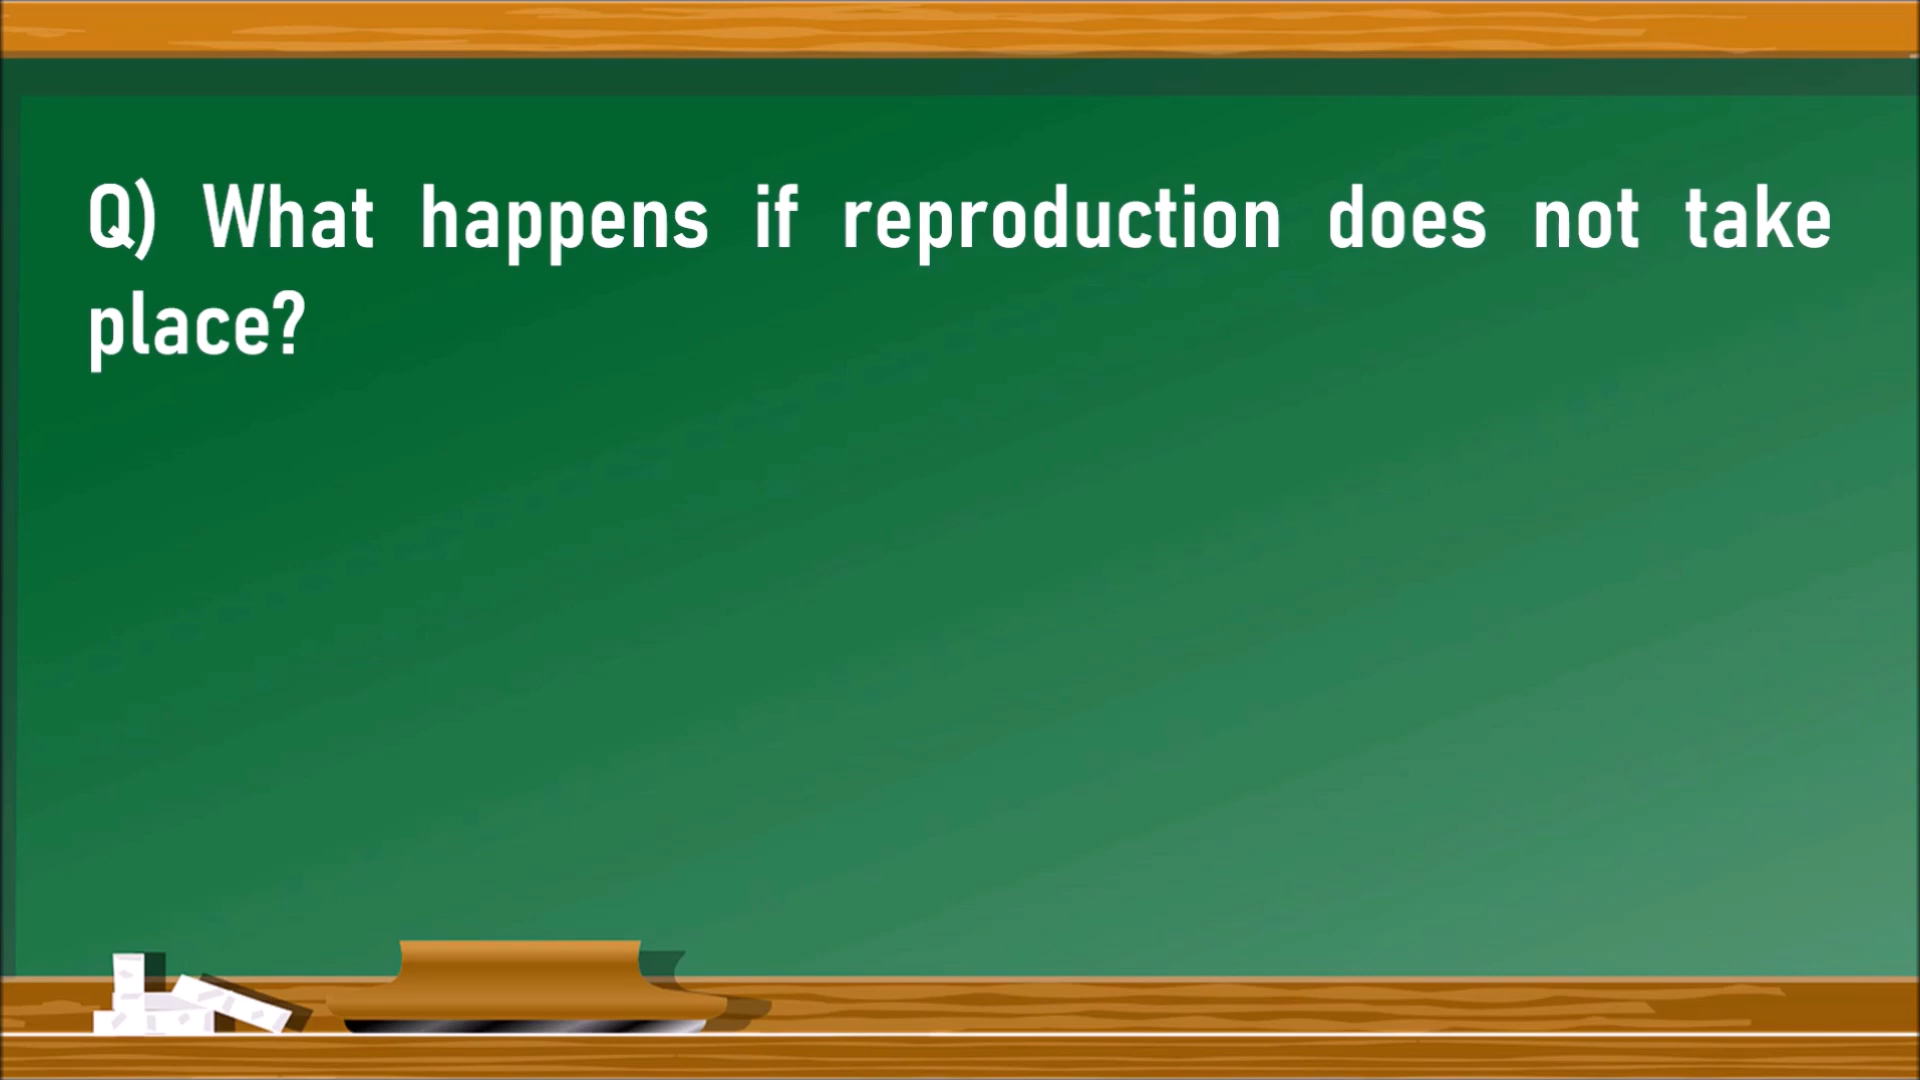 Q) What happens if reproduction does not take
place?